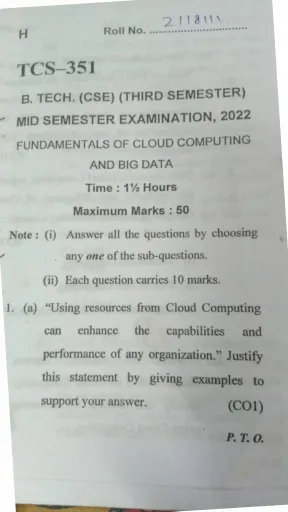 H Roll No. 2118111
TCS–351
B. TECH. (CSE) (THIRD SEMESTER)
MID SEMESTER EXAMINATION, 2022
FUNDAMENTALS OF CLOUD COMPUTING
AND BIG DATA
Time : 1½ Hours
Maximum Marks : 50
Note : (i) Answer all the questions by choosing
any one of the sub-questions.
(ii) Each question carries 10 marks.
1. (a) “Using resources from Cloud Computing
can enhance the capabilities and
performance of any organization.” Justify
this statement by giving examples to
support your answer. (CO1)
P. T. O.